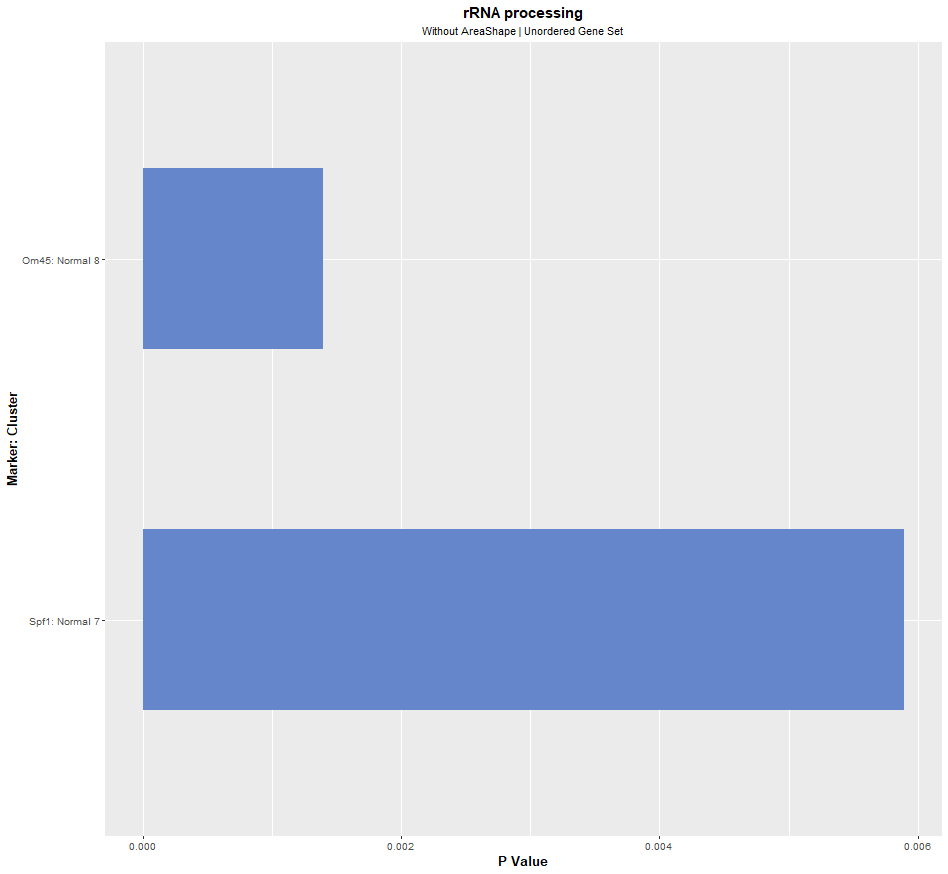 rRNA processing
Without AreaShape | Unordered Gene Set
Marker: Cluster
Om45: Normal 8
Spf1: Normal 7
0.000
0.002
0.004
0.006
P Value